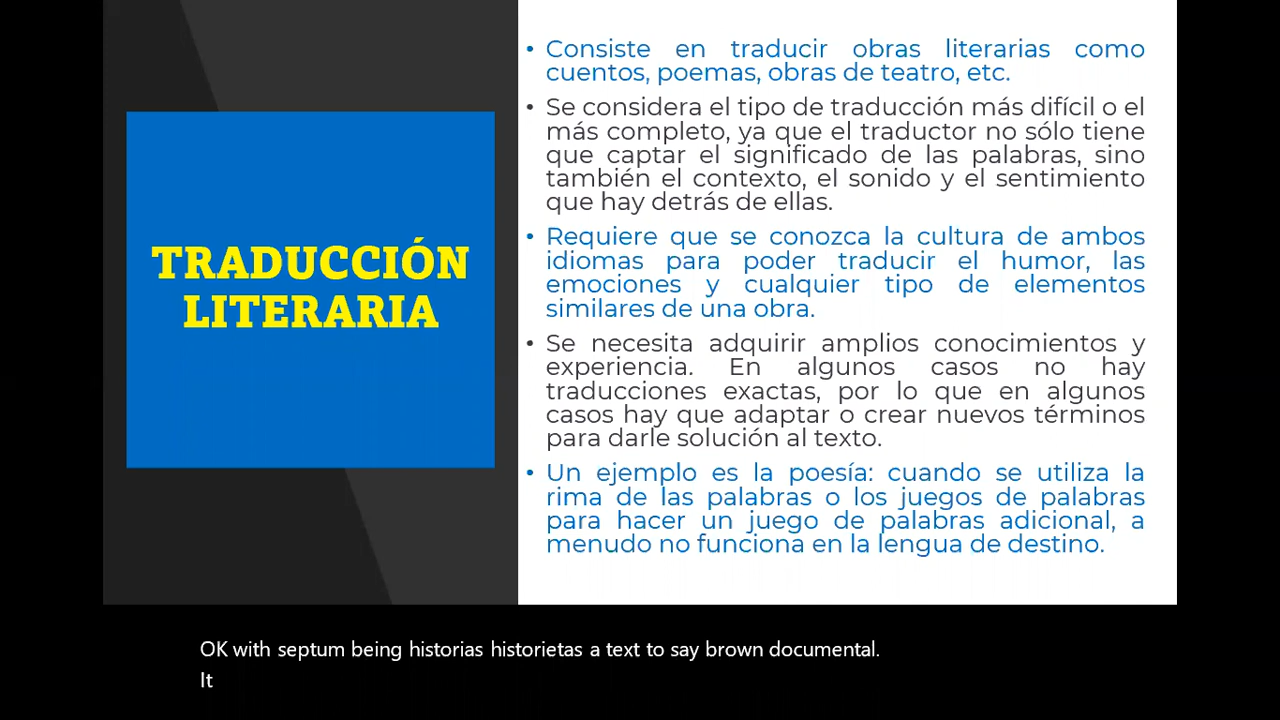 TRADUCCIÓN
LITERARIA
• Consiste en traducir obras literarias como
cuentos, poemas, obras de teatro, etc.
• Se considera el tipo de traducción más difícil o el
más completo, ya que el traductor no sólo tiene
que captar el significado de las palabras, sino
también el contexto, el sonido y el sentimiento
que hay detrás de ellas.
• Requiere que se conozca la cultura de ambos
idiomas para poder traducir el humor, las
emociones y cualquier tipo de elementos
similares de una obra.
• Se necesita adquirir amplios conocimientos y
experiencia. En algunos casos no hay
traducciones exactas, por lo que en algunos
casos hay que adaptar o crear nuevos términos
para darle solución al texto.
• Un ejemplo es la poesía: cuando se utiliza la
rima de las palabras o los juegos de palabras
para hacer un juego de palabras adicional, a
menudo no funciona en la lengua de destino.
OK with septum being historias historietas a text to say brown documental.
It